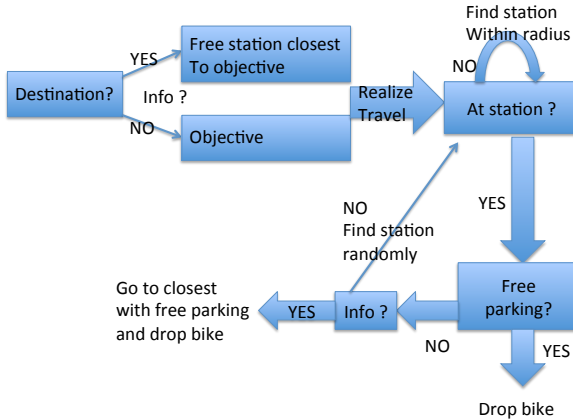 Find station
Within radius
YES
Free station closest
To objective
NO
Destination?
Info ?
Realize
Travel
At station ?
NO
Objective
YES
NO
Find station
randomly
Go to closest
with free parking
and drop bike
YES
Info ?
Free
parking?
NO
YES
Drop bike